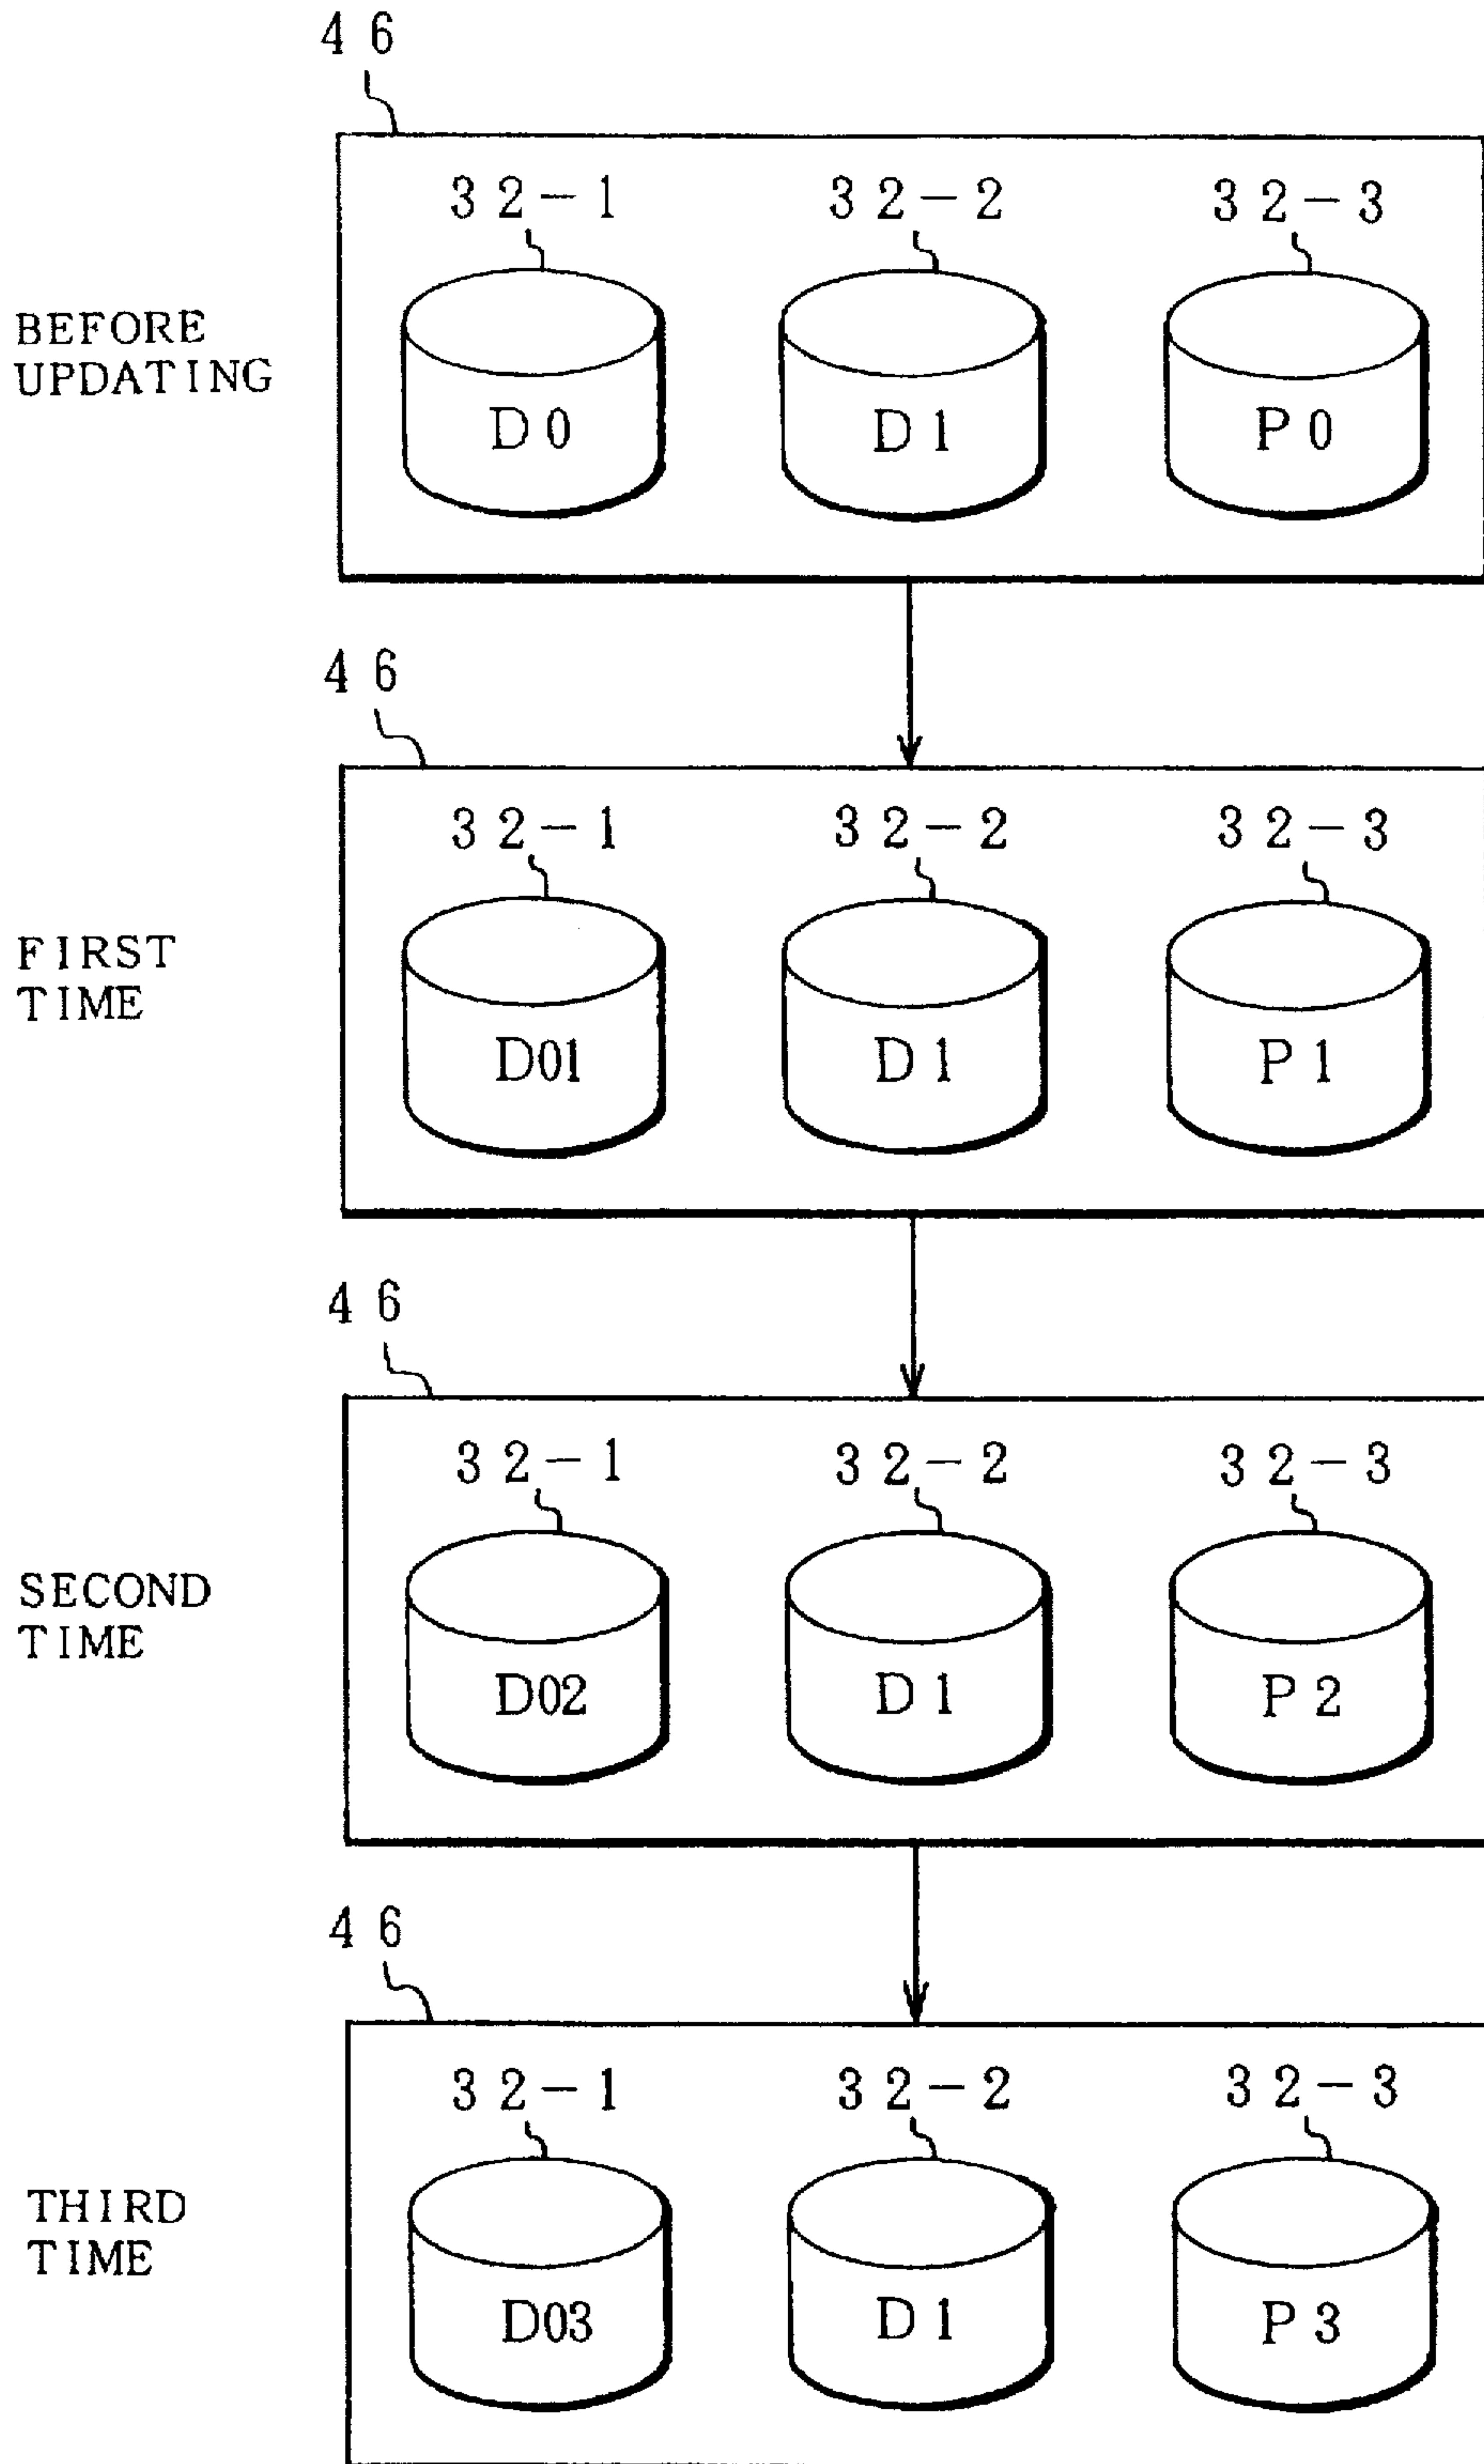 46
32-1 32-2 32-3
BEFORE
UPDATING
D0 D1 P0
46
32-1 32-2 32-3
FIRST
TIME
D01 D1 P1
46
32-1 32-2 32-3
SECOND
TIME
D02 D1 P2
46
32-1 32-2 32-3
THIRD
TIME
D03 D1 P3